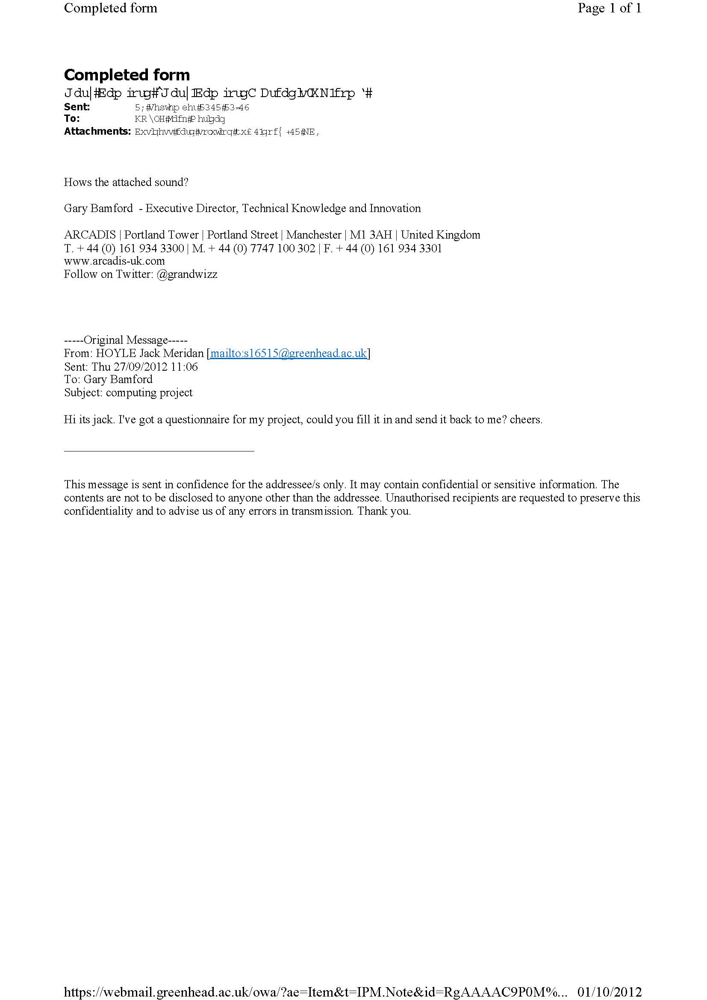 Completed form Page 1 of 1
Completed form
Jdu|#Edpirug#^Jdu|1EdpirugCDufdglv0XN1frp`#
Sent: 5;#Vhswhpehu#5345#53=46
To: KR\OH#Mdfn#Phulgdq
Attachments: Exvlqhvv#fdug#vroxwlrq#tx£41grf{ +45#NE,
Hows the attached sound?
Gary Bamford - Executive Director, Technical Knowledge and Innovation
ARCADIS | Portland Tower | Portland Street | Manchester | M1 3AH | United Kingdom
T. + 44 (0) 161 934 3300 | M. + 44 (0) 7747 100 302 | F. + 44 (0) 161 934 3301
www.arcadis-uk.com
Follow on Twitter: @grandwizz
-----Original Message-----
From: HOYLE Jack Meridan [mailto:s16515@greenhead.ac.uk]
Sent: Thu 27/09/2012 11:06
To: Gary Bamford
Subject: computing project
Hi its jack. I've got a questionnaire for my project, could you fill it in and send it back to me? cheers.
This message is sent in confidence for the addressee/s only. It may contain confidential or sensitive information. The
contents are not to be disclosed to anyone other than the addressee. Unauthorised recipients are requested to preserve this
confidentiality and to advise us of any errors in transmission. Thank you.
https://webmail.greenhead.ac.uk/owa/?ae=Item&t=IPM.Note&id=RgAAAAC9P0M%... 01/10/2012